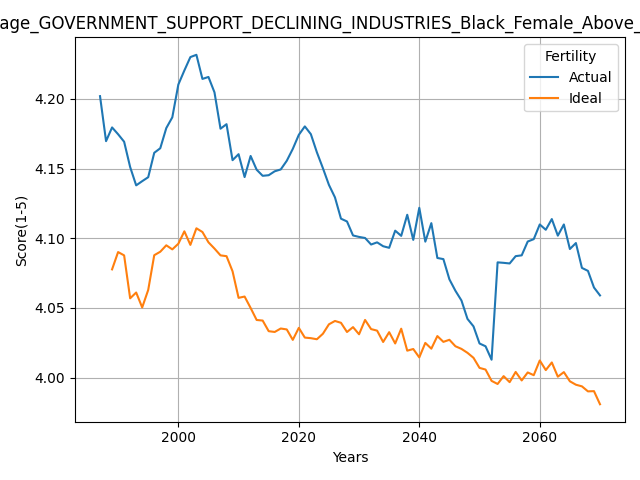 age_GOVERNMENT_SUPPORT_DECLINING_INDUSTRIES_Black_Female_Above_
Fertility
Actual
Ideal
4.20
4.15
4.10
4.05
4.00
Score(1-5)
2000 2020 2040 2060
Years